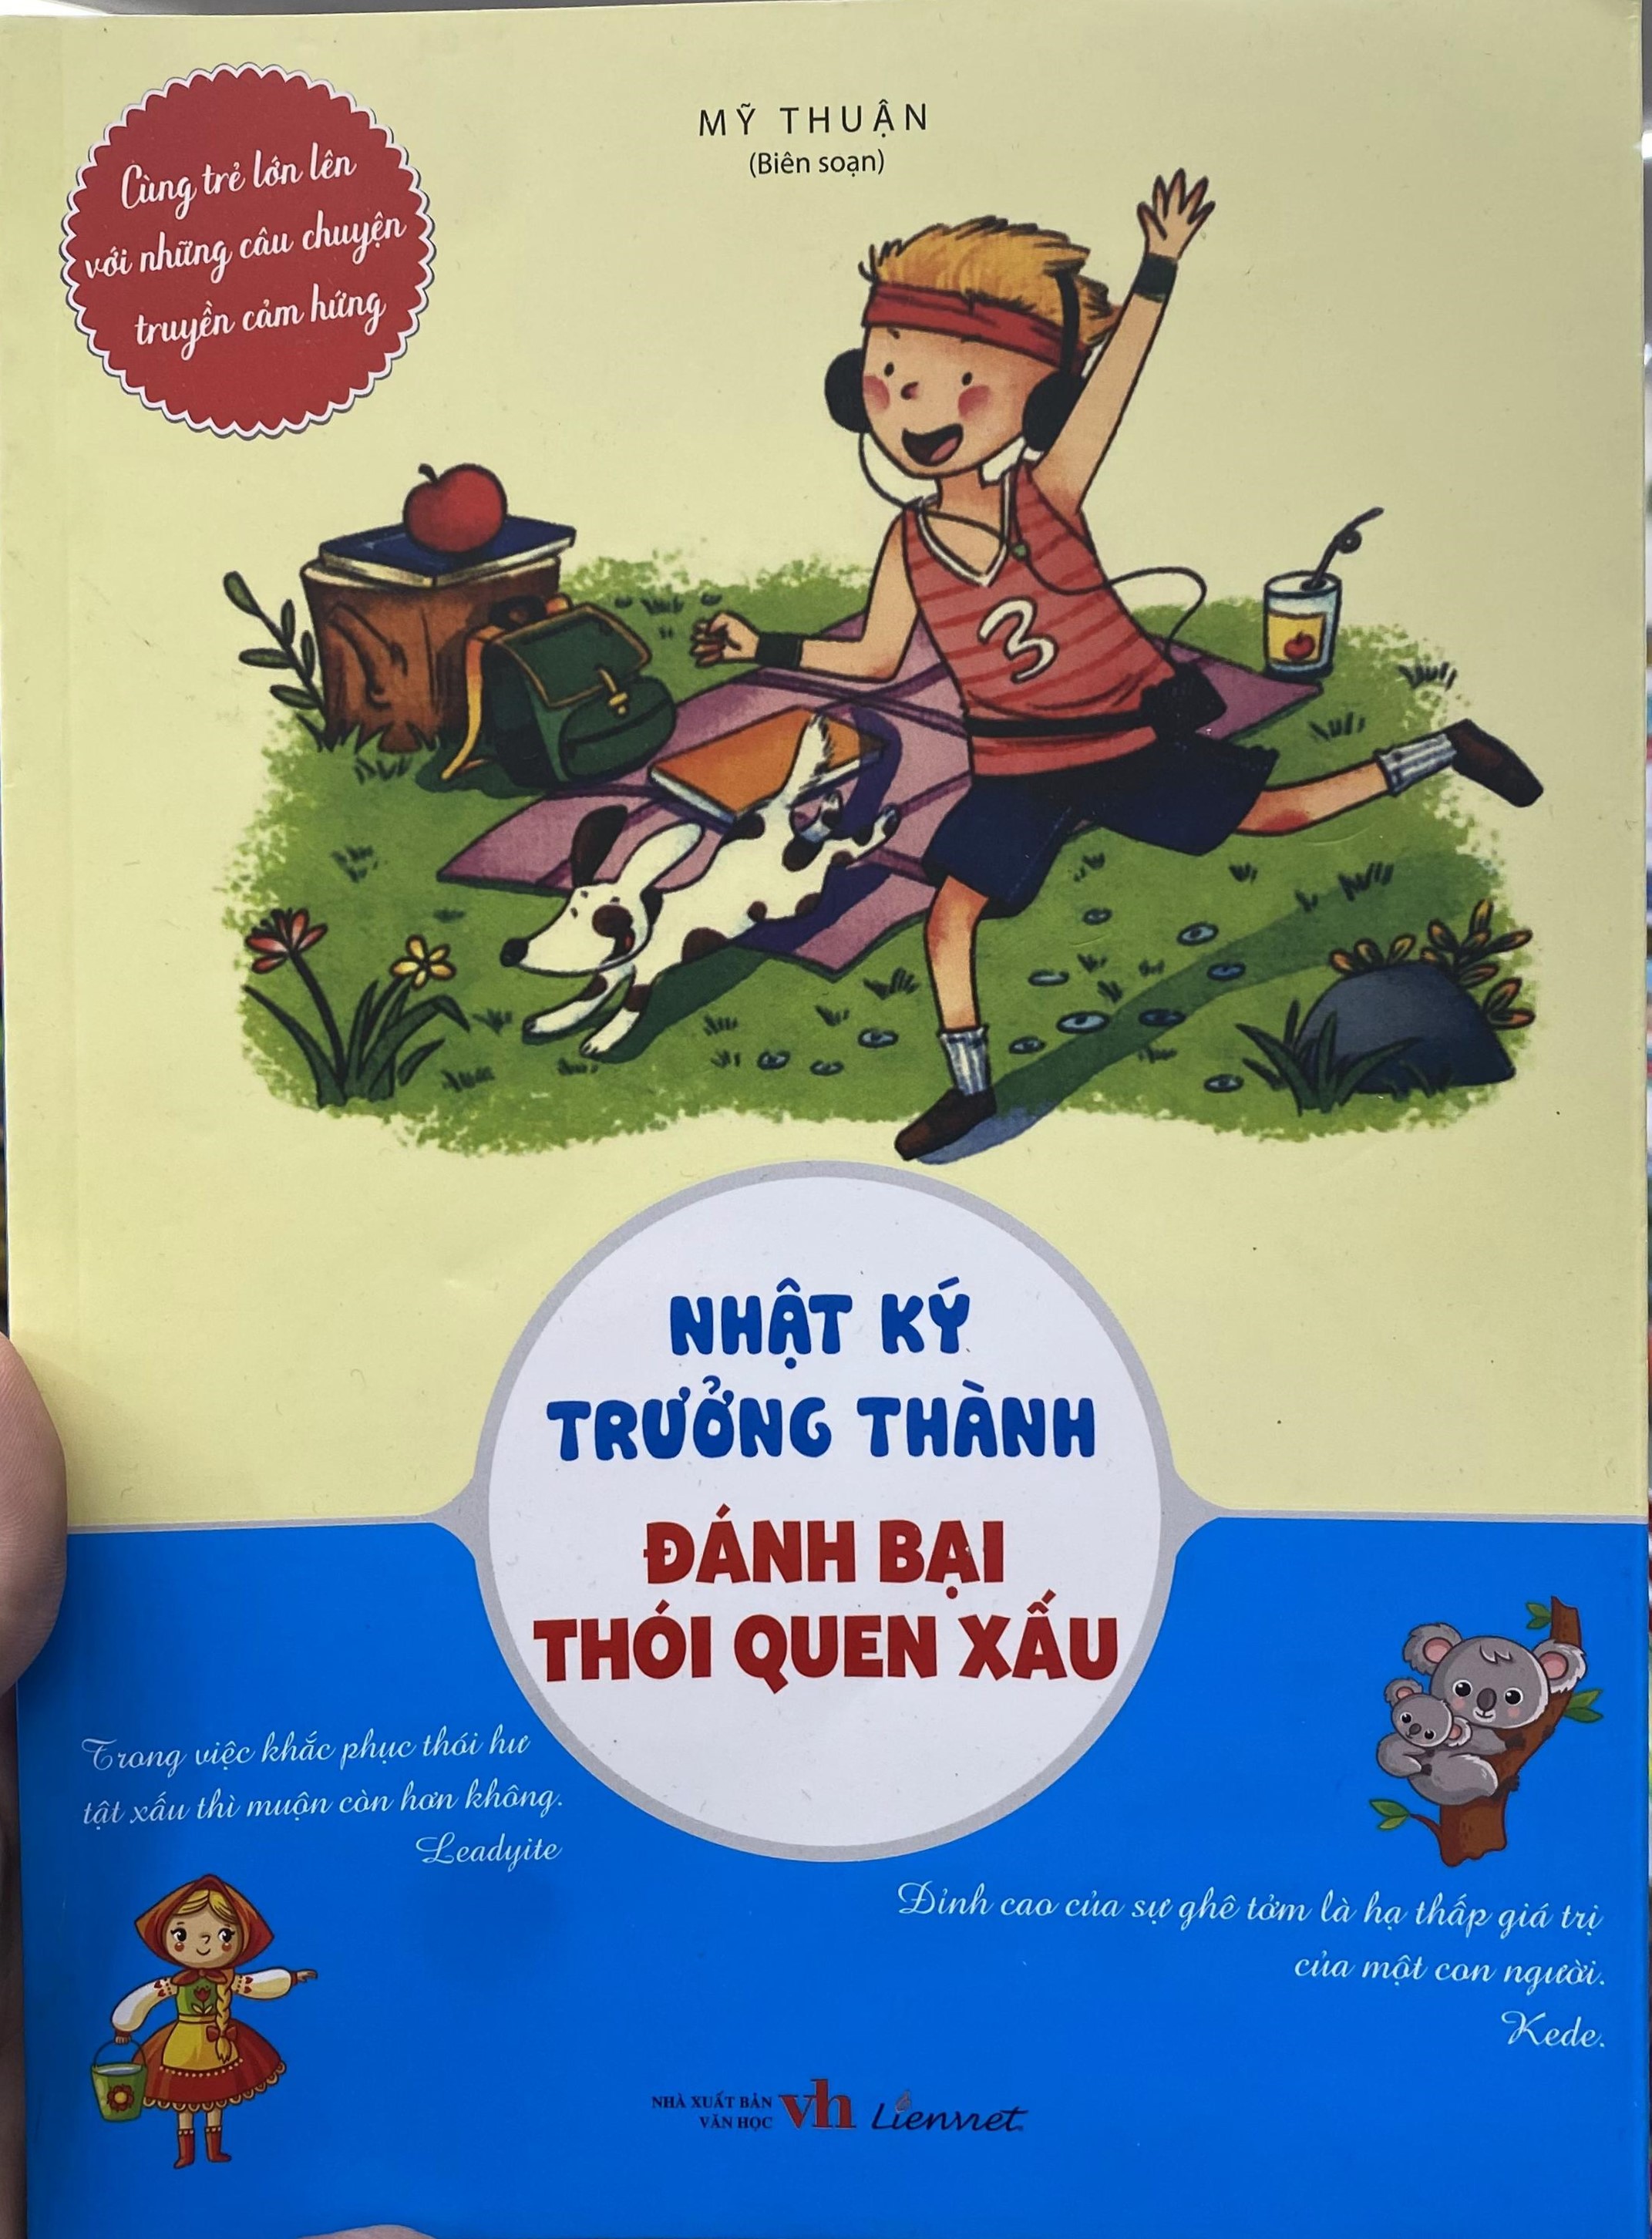 MỸ THUẬN
(Biên soạn)
Cùng trẻ lớn lên
với những câu chuyện
truyền cảm hứng
3
NHẬT KÝ
TRƯỞNG THÀNH
ĐÁNH BẠI
THÓI QUEN XẤU
Trong việc khắc phục thói hư
tật xấu thì muộn còn hơn không.
Leadyite
Đỉnh cao của sự ghê tởm là hạ thấp giá trị
của một con người.
Kede.
NHÀ XUẤT BẢN
VĂN HỌC
vh
Lienviet